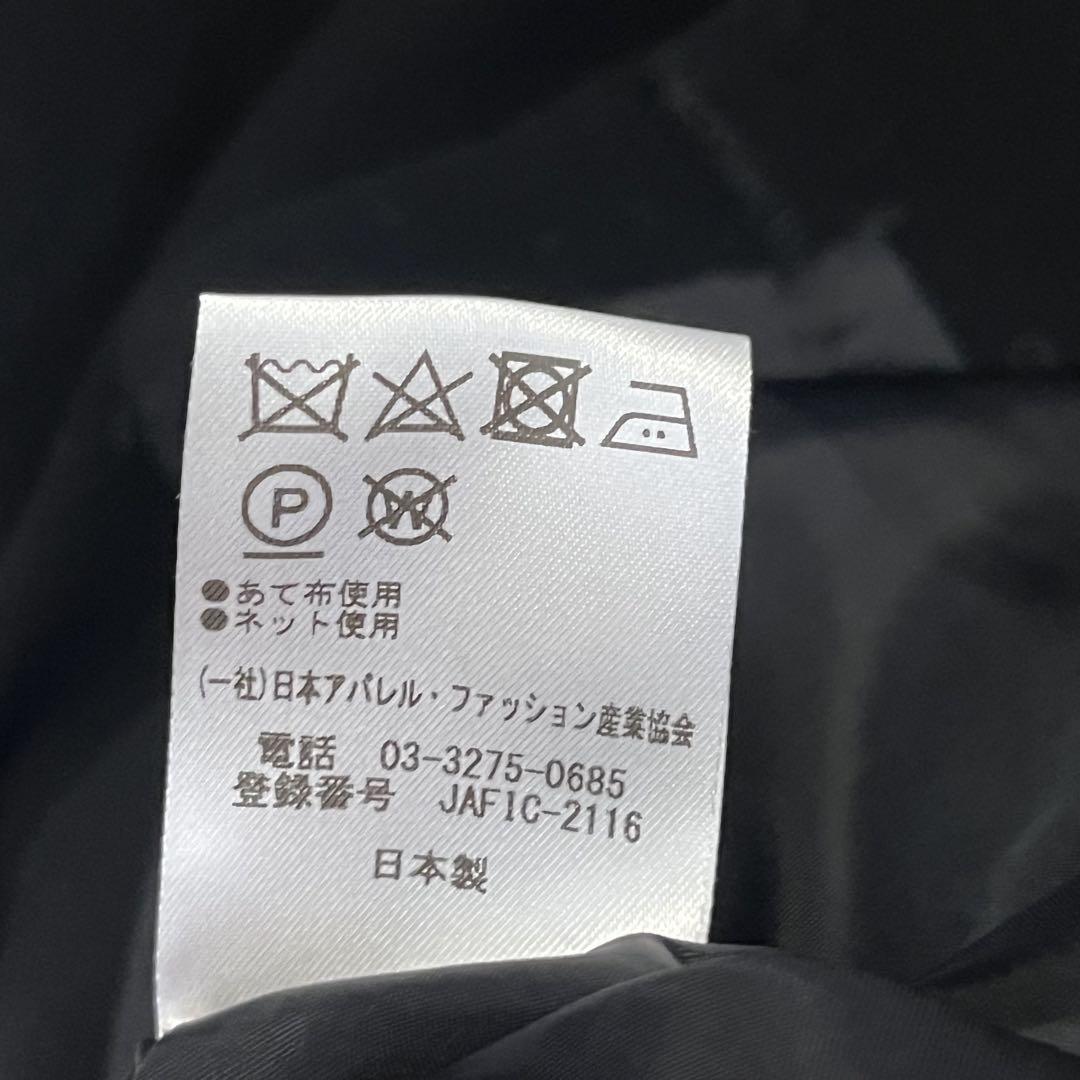 P W
●あて布使用
●ネット使用
(一社)日本アパレル・ファッション産業協会
電話 03-3275-0685
登録番号 JAFIC-2116
日本製